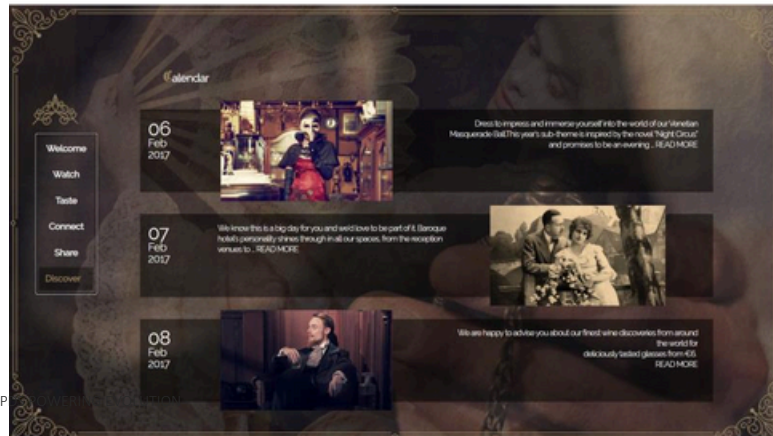 Calendar
Welcome
Watch
Taste
Connect
Share
Discover
06
Feb
2017
Dress to impress and immerse yourself into the world of our Venetian
Masquerade Ball.This year's sub-theme is inspired by the novel "Night Circus"
and promises to be an evening ... READ MORE
07
Feb
2017
We know this is a big day for you and we'd love to be part of it. Baroque
hotel's personality shines through in all our spaces, from the reception
venues to ... READ MORE
08
Feb
2017
We are happy to advise you about our finest wine discoveries from around
the world for
deliciously tasted glasses from €6.
READ MORE